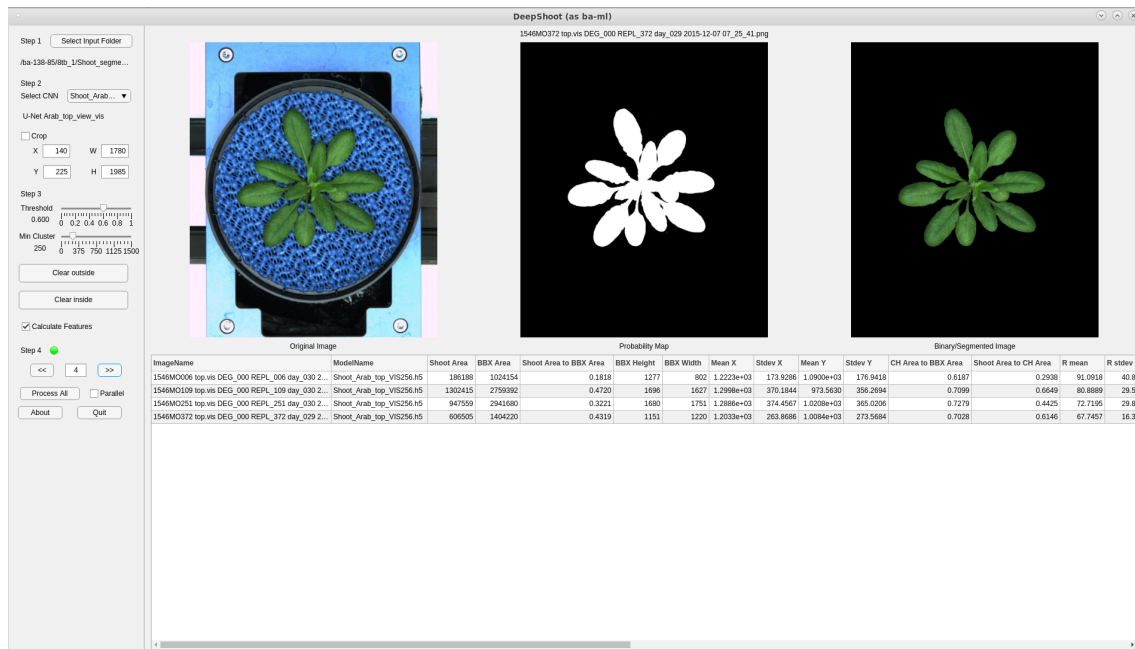 DeepShoot (as ba-ml)
Step 1 Select Input Folder
/ba-138-85/8tb_1/Shoot_segme...
Step 2
Select CNN Shoot_Arab...
U-Net Arab_top_view_vis
Crop
X 140 W 1780
Y 225 H 1985
Step 3
Threshold
0.600 0 0.2 0.4 0.6 0.8 1
Min Cluster
250 0 375 750 1125 1500
Clear outside
Clear inside
Calculate Features
Step 4
<< 4 >>
Process All Parallel
About Quit
1546MO372 top.vis DEG_000 REPL_372 day_029 2015-12-07 07_25_41.png
Original Image Probability Map Binary/Segmented Image
ImageName ModelName Shoot Area BBX Area Shoot Area to BBX Area BBX Height BBX Width Mean X Stdev X Mean Y Stdev Y CH Area to BBX Area Shoot Area to CH Area R mean R stdev
1546MO006 top.vis DEG_000 REPL_006 day_030 2... Shoot_Arab_top_VIS256.h5 186188 1024154 0.1818 1277 802 1.2223e+03 173.9286 1.0900e+03 176.9418 0.6187 0.2938 91.0918 40.8
1546MO109 top.vis DEG_000 REPL_109 day_030 2... Shoot_Arab_top_VIS256.h5 1302415 2759392 0.4720 1696 1627 1.2998e+03 370.1844 973.5630 356.2694 0.7099 0.6649 80.8889 29.5
1546MO251 top.vis DEG_000 REPL_251 day_030 2... Shoot_Arab_top_VIS256.h5 947559 2941680 0.3221 1680 1751 1.2886e+03 374.4567 1.0208e+03 365.0206 0.7279 0.4425 72.7195 29.8
1546MO372 top.vis DEG_000 REPL_372 day_029 2... Shoot_Arab_top_VIS256.h5 606505 1404220 0.4319 1151 1220 1.2033e+03 263.8686 1.0084e+03 273.5684 0.7028 0.6146 67.7457 16.3